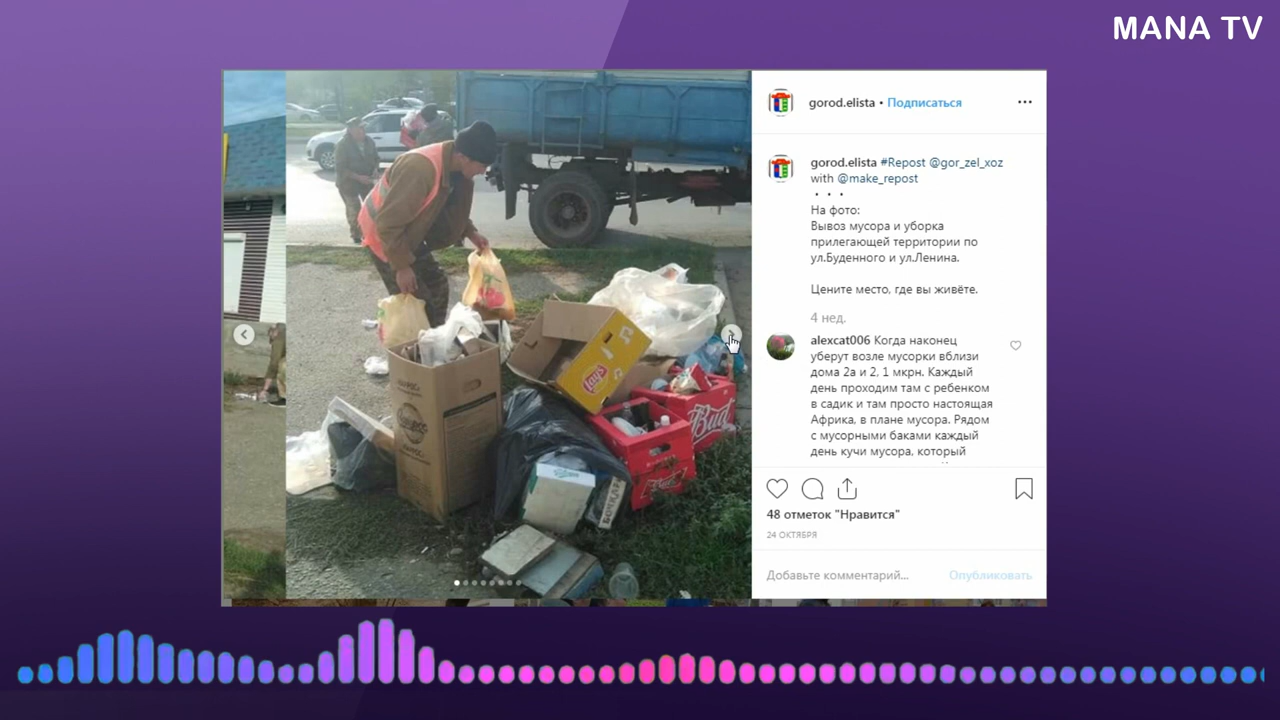 MANA TV
gorod.elista • Подписаться
gorod.elista #Repost @gor_zel_xoz
with @make_repost
• • •
На фото:
Вывоз мусора и уборка
прилегающей территории по
ул.Буденного и ул.Ленина.
Цените место, где вы живёте.
4 нед.
alexcat006 Когда наконец
уберут возле мусорки вблизи
дома 2а и 2, 1 мкрн. Каждый
день проходим там с ребенком
в садик и там просто настоящая
Африка, в плане мусора. Рядом
с мусорными баками каждый
день кучи мусора, который
48 отметок "Нравится"
24 ОКТЯБРЯ
Добавьте комментарий...
Опубликовать
Lay's
Bud